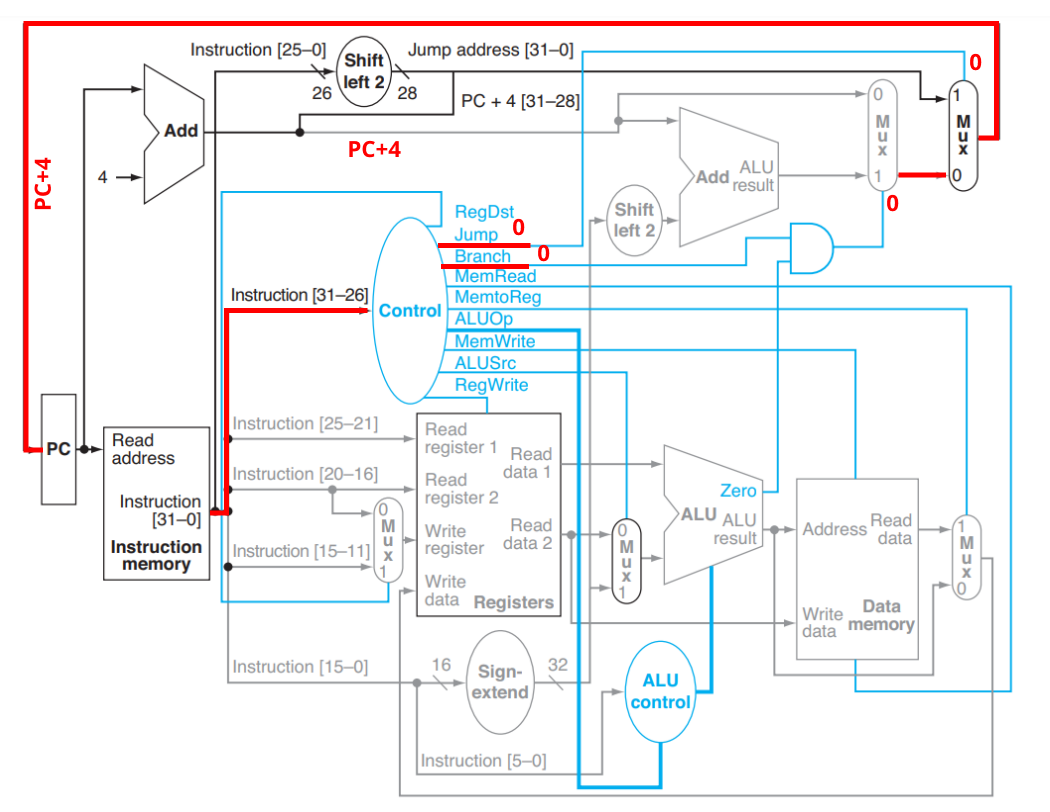 Instruction [25–0]
Shift
left 2
Jump address [31–0]
26
28
0
PC + 4 [31–28]
Add
4
PC+4
PC+4
0
M
u
x
1
1
M
u
x
0
Add
ALU
result
Shift
left 2
0
RegDst
Jump
0
Branch
0
MemRead
MemtoReg
ALUOp
MemWrite
ALUSrc
RegWrite
Control
Instruction [31–26]
PC
Read
address
Instruction
[31–0]
Instruction
memory
Instruction [25–21]
Instruction [20–16]
Instruction [15–11]
0
M
u
x
1
Read
register 1
Read
register 2
Write
register
Write
data
Read
data 1
Read
data 2
Registers
0
M
u
x
1
Zero
ALU
ALU
result
Address
Read
data
Write
data
Data
memory
1
M
u
x
0
Instruction [15–0]
16
Sign-
extend
32
ALU
control
Instruction [5–0]